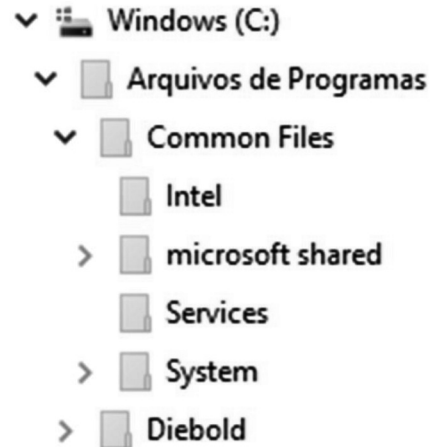 Windows (C:)
Arquivos de Programas
Common Files
Intel
microsoft shared
Services
System
Diebold